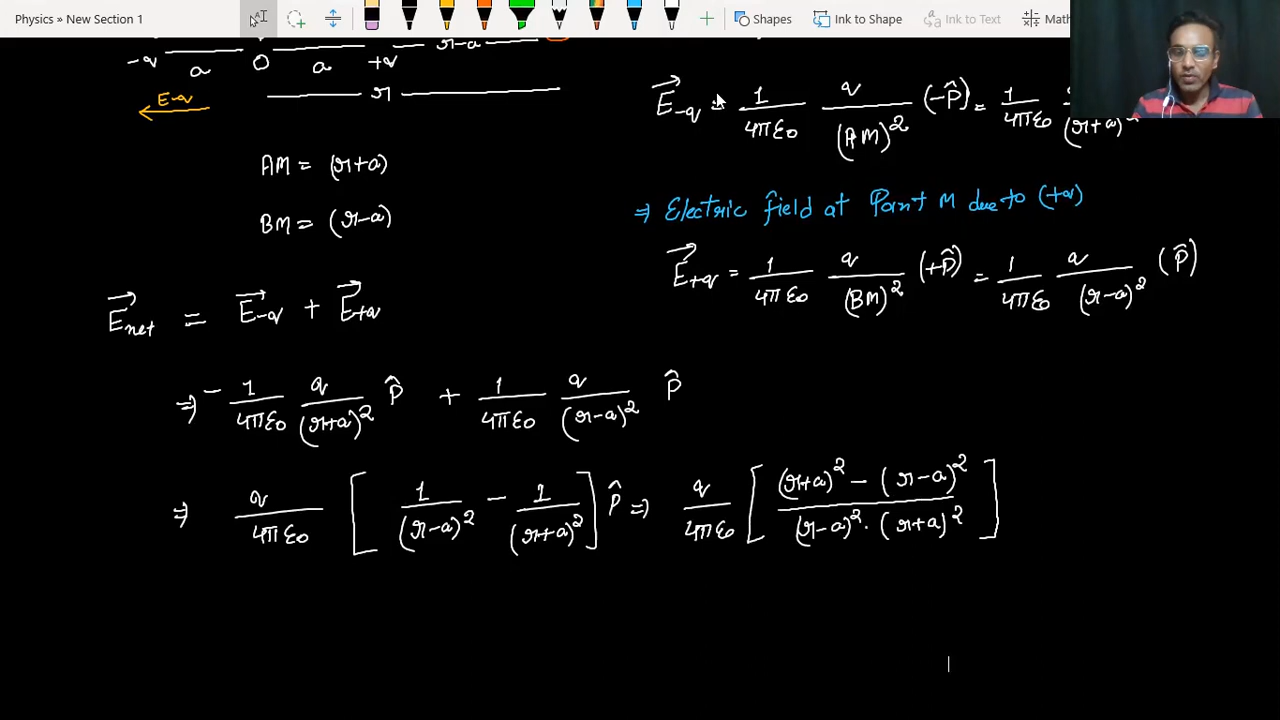 Physics » New Section 1
Shapes Ink to Shape Ink to Text Math
-q a O a +q r-a
r
E-q
AM = (r+a)
BM = (r-a)
E⃗-q = 1/4πε0 q/(AM)² (-P̂) = 1/4πε0 /(r+a)²
⇒ Electric field at Point M due to (+q)
E⃗+q = 1/4πε0 q/(BM)² (+P̂) = 1/4πε0 q/(r-a)² (P̂)
E⃗net = E⃗-q + E⃗+q
⇒ - 1/4πε0 q/(r+a)² P̂ + 1/4πε0 q/(r-a)² P̂
⇒ q/4πε0 [ 1/(r-a)² - 1/(r+a)² ] P̂ ⇒ q/4πε0 [ (r+a)² - (r-a)² / (r-a)² · (r+a)² ]